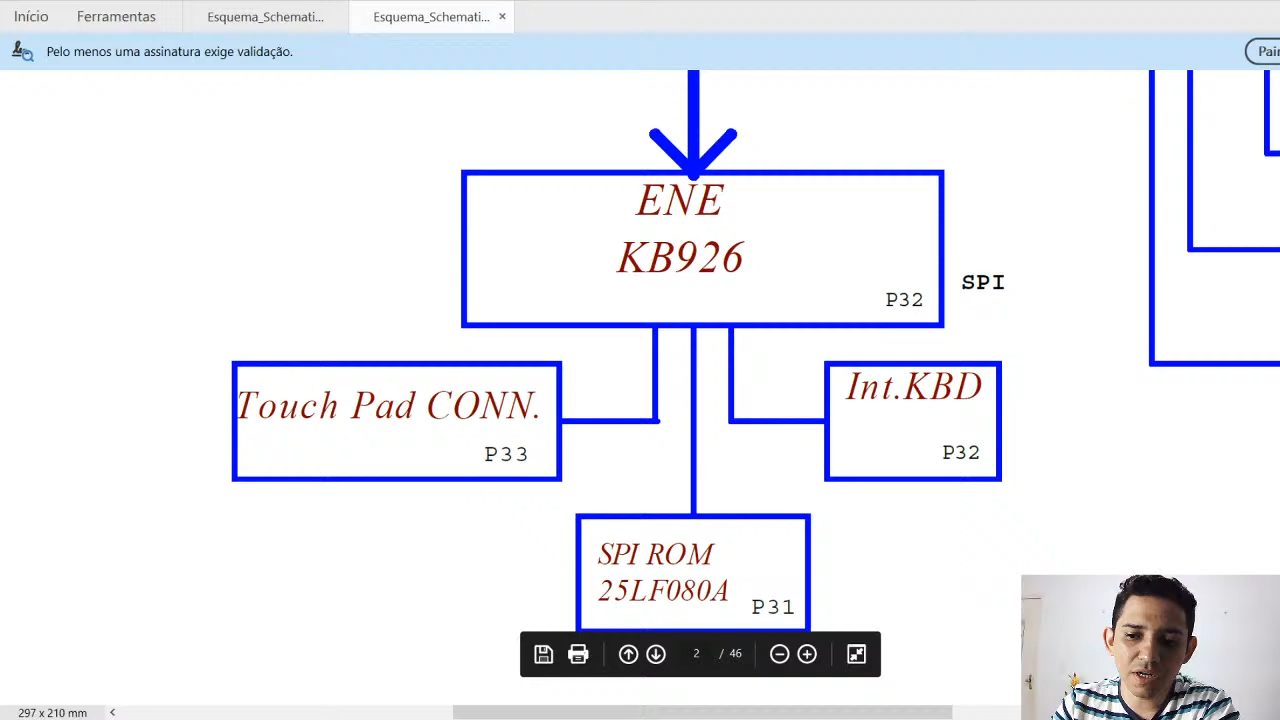 Início Ferramentas Esquema_Schemati... Esquema_Schemati... ×
Pelo menos uma assinatura exige validação.
ENE
KB926
P32
SPI
Touch Pad CONN.
P33
Int.KBD
P32
SPI ROM
25LF080A
P31
2 / 46
297 x 210 mm